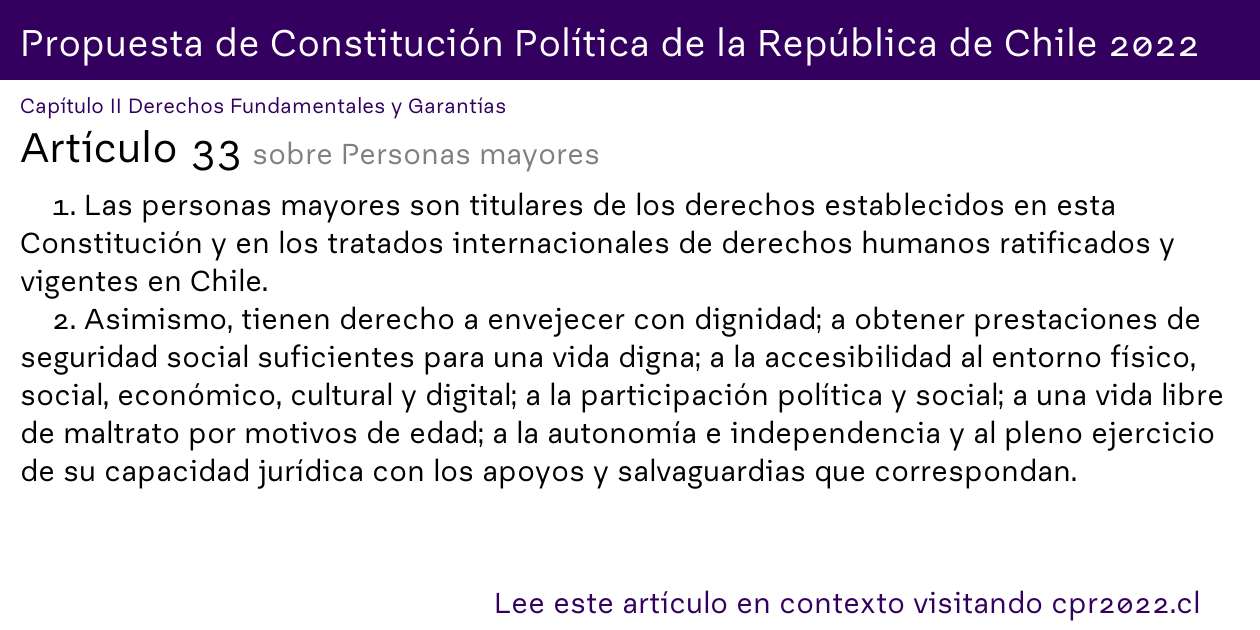 Propuesta de Constitución Política de la República de Chile 2022
Capítulo II Derechos Fundamentales y Garantías
Artículo 33 sobre Personas mayores
1. Las personas mayores son titulares de los derechos establecidos en esta
Constitución y en los tratados internacionales de derechos humanos ratificados y
vigentes en Chile.
2. Asimismo, tienen derecho a envejecer con dignidad; a obtener prestaciones de
seguridad social suficientes para una vida digna; a la accesibilidad al entorno físico,
social, económico, cultural y digital; a la participación política y social; a una vida libre
de maltrato por motivos de edad; a la autonomía e independencia y al pleno ejercicio
de su capacidad jurídica con los apoyos y salvaguardias que correspondan.
Lee este artículo en contexto visitando cpr2022.cl